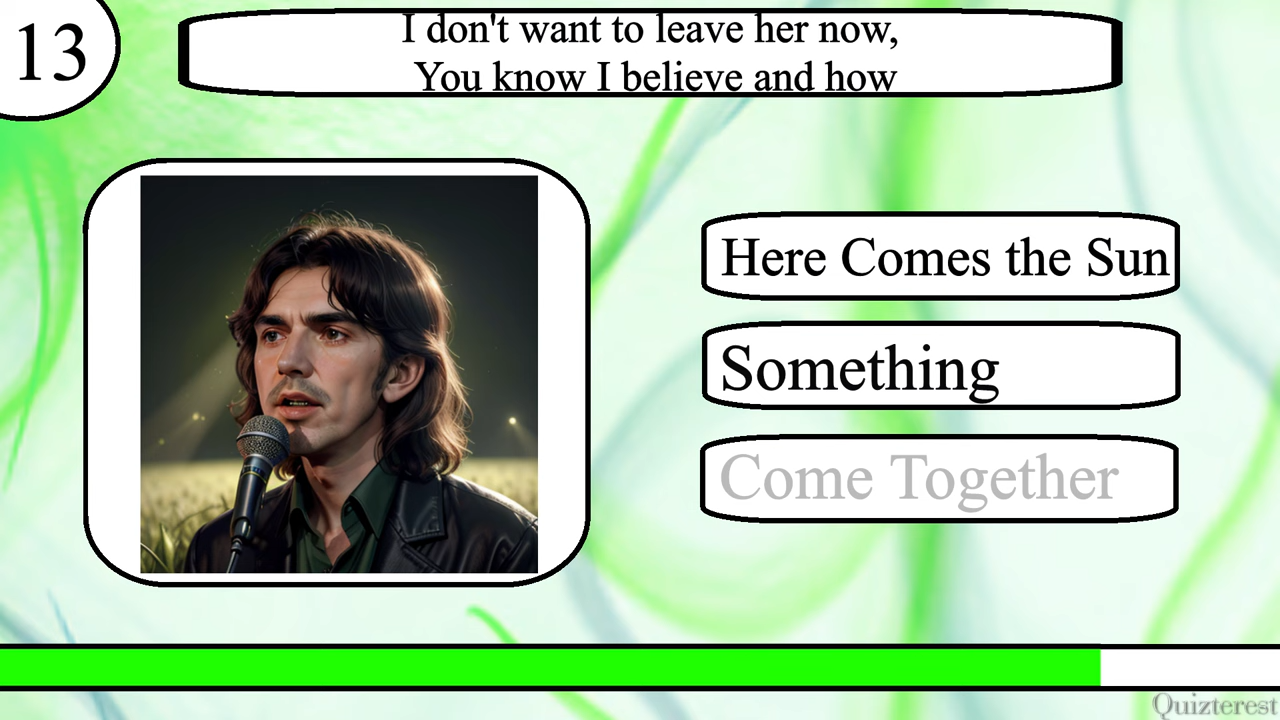 13
I don't want to leave her now,
You know I believe and how
Here Comes the Sun
Something
Come Together
Quizterest